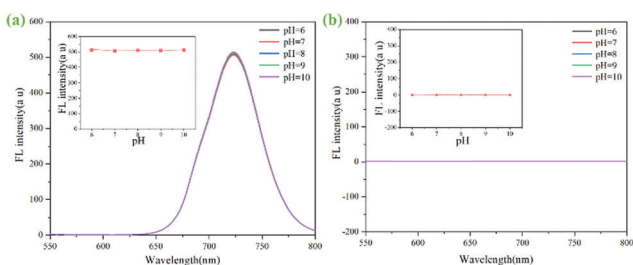 (a)
600
500
400
300
200
100
0
FL intensity(a u)
550 600 650 700 750 800
Wavelength(nm)
pH=6
pH=7
pH=8
pH=9
pH=10
600
500
400
300
200
100
0
FL intensity(a u)
6 7 8 9 10
pH
(b)
400
300
200
100
0
-100
-200
FL intensity(a u)
550 600 650 700 750 800
Wavelength(nm)
pH=6
pH=7
pH=8
pH=9
pH=10
400
300
200
100
0
-100
-200
FL intensity(a u)
6 7 8 9 10
pH